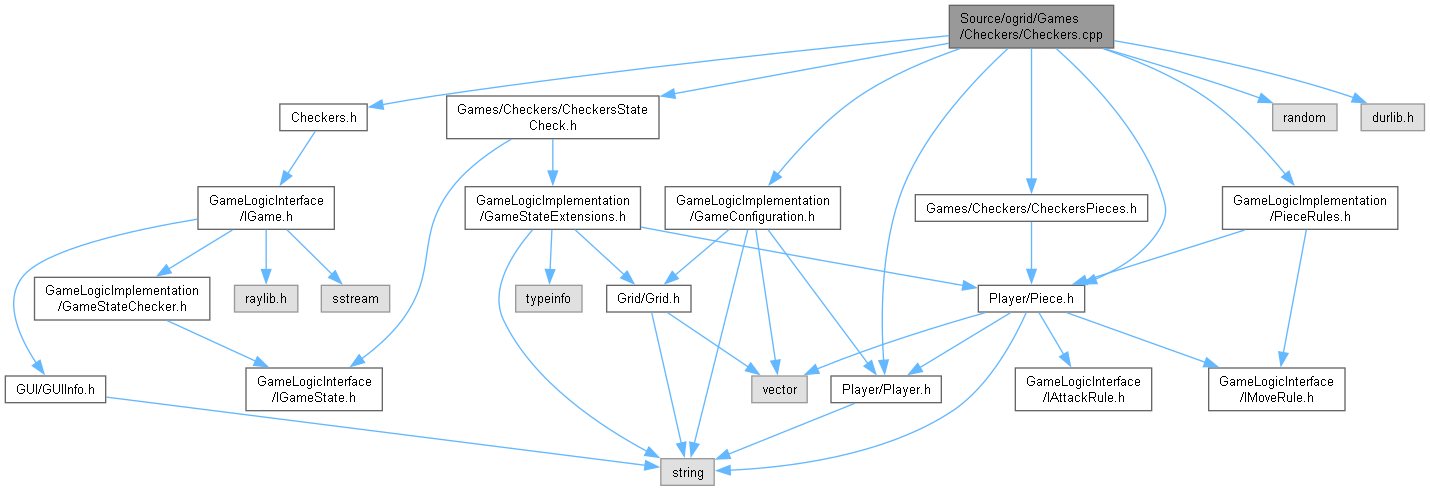 Source/ogrid/Games
/Checkers/Checkers.cpp
Checkers.h
Games/Checkers/CheckersState
Check.h
random
durlib.h
GameLogicInterface
/IGame.h
GameLogicImplementation
/GameStateExtensions.h
GameLogicImplementation
/GameConfiguration.h
Games/Checkers/CheckersPieces.h
GameLogicImplementation
/PieceRules.h
GameLogicImplementation
/GameStateChecker.h
raylib.h
sstream
typeinfo
Grid/Grid.h
Player/Piece.h
GUI/GUIInfo.h
GameLogicInterface
/IGameState.h
vector
Player/Player.h
GameLogicInterface
/IAttackRule.h
GameLogicInterface
/IMoveRule.h
string